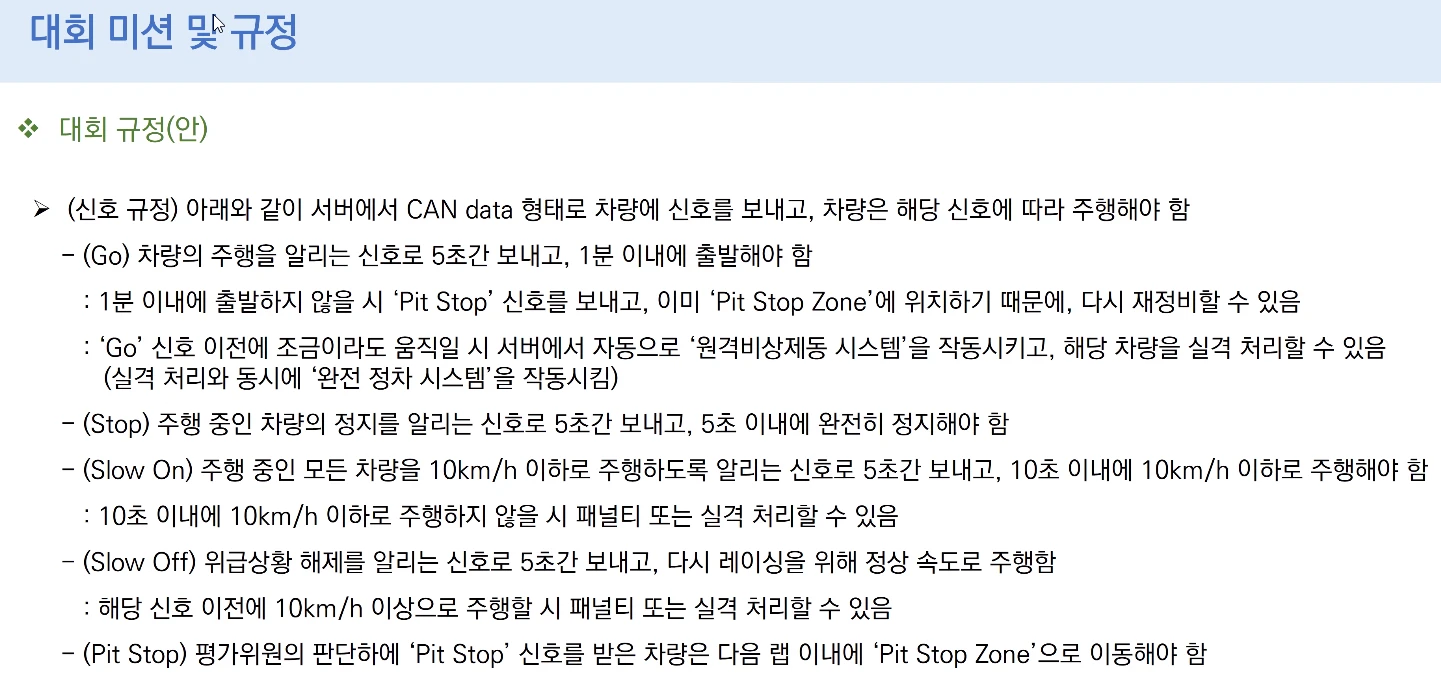 대회 미션 및 규정
❖ 대회 규정(안)
➢ (신호 규정) 아래와 같이 서버에서 CAN data 형태로 차량에 신호를 보내고, 차량은 해당 신호에 따라 주행해야 함
– (Go) 차량의 주행을 알리는 신호로 5초간 보내고, 1분 이내에 출발해야 함
: 1분 이내에 출발하지 않을 시 ‘Pit Stop’ 신호를 보내고, 이미 ‘Pit Stop Zone’에 위치하기 때문에, 다시 재정비할 수 있음
: ‘Go’ 신호 이전에 조금이라도 움직일 시 서버에서 자동으로 ‘원격비상제동 시스템’을 작동시키고, 해당 차량을 실격 처리할 수 있음
(실격 처리와 동시에 ‘완전 정차 시스템’을 작동시킴)
– (Stop) 주행 중인 차량의 정지를 알리는 신호로 5초간 보내고, 5초 이내에 완전히 정지해야 함
– (Slow On) 주행 중인 모든 차량을 10km/h 이하로 주행하도록 알리는 신호로 5초간 보내고, 10초 이내에 10km/h 이하로 주행해야 함
: 10초 이내에 10km/h 이하로 주행하지 않을 시 패널티 또는 실격 처리할 수 있음
– (Slow Off) 위급상황 해제를 알리는 신호로 5초간 보내고, 다시 레이싱을 위해 정상 속도로 주행함
: 해당 신호 이전에 10km/h 이상으로 주행할 시 패널티 또는 실격 처리할 수 있음
– (Pit Stop) 평가위원의 판단하에 ‘Pit Stop’ 신호를 받은 차량은 다음 랩 이내에 ‘Pit Stop Zone’으로 이동해야 함